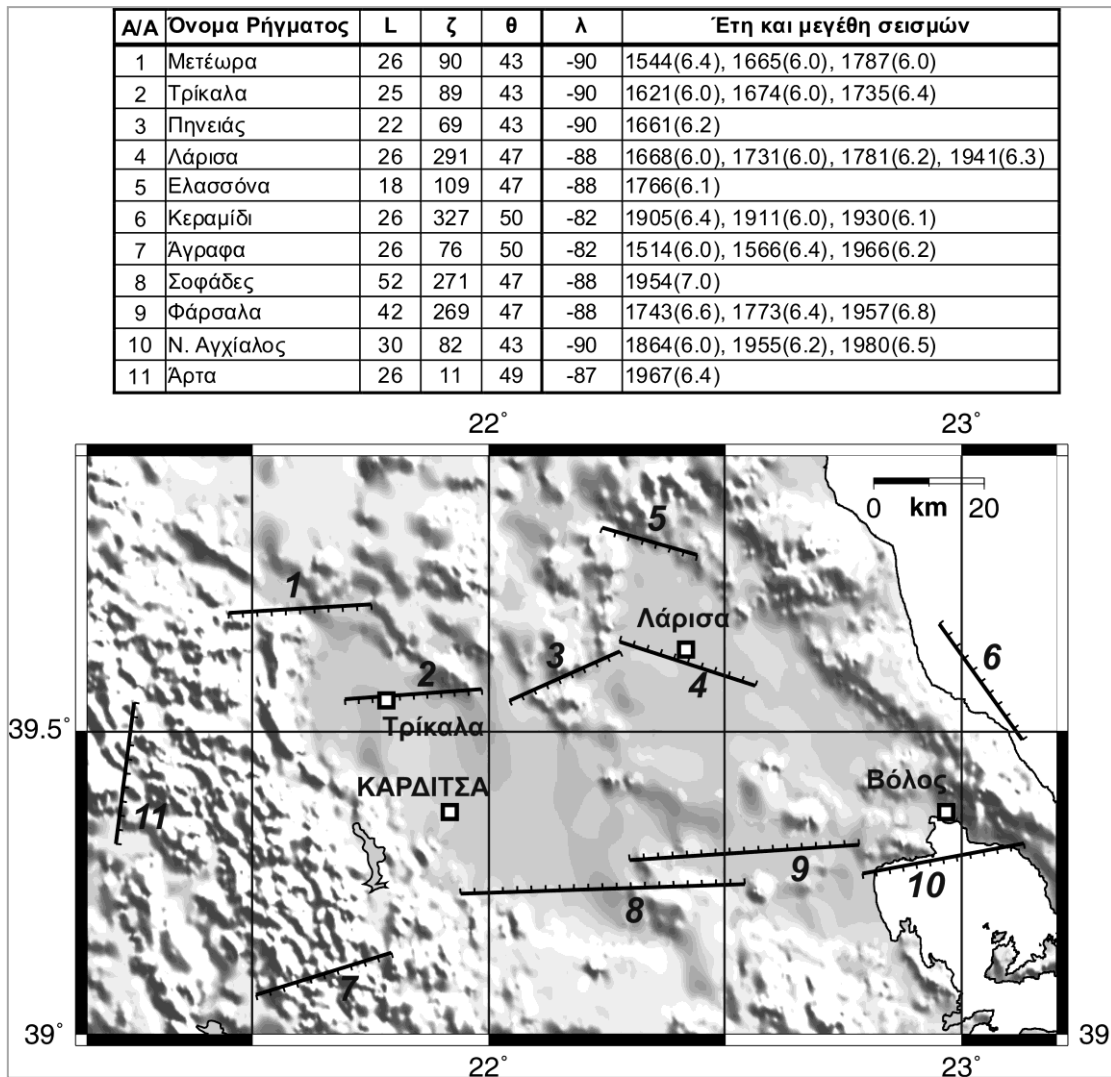 Α/Α Όνομα Ρήγματος L ζ θ λ Έτη και μεγέθη σεισμών
1 Μετέωρα 26 90 43 -90 1544(6.4), 1665(6.0), 1787(6.0)
2 Τρίκαλα 25 89 43 -90 1621(6.0), 1674(6.0), 1735(6.4)
3 Πηνειάς 22 69 43 -90 1661(6.2)
4 Λάρισα 26 291 47 -88 1668(6.0), 1731(6.0), 1781(6.2), 1941(6.3)
5 Ελασσόνα 18 109 47 -88 1766(6.1)
6 Κεραμίδι 26 327 50 -82 1905(6.4), 1911(6.0), 1930(6.1)
7 Άγραφα 26 76 50 -82 1514(6.0), 1566(6.4), 1966(6.2)
8 Σοφάδες 52 271 47 -88 1954(7.0)
9 Φάρσαλα 42 269 47 -88 1743(6.6), 1773(6.4), 1957(6.8)
10 Ν. Αγχίαλος 30 82 43 -90 1864(6.0), 1955(6.2), 1980(6.5)
11 Άρτα 26 11 49 -87 1967(6.4)
22˚ 23˚
0 km 20
5
1
Λάρισα
3
6
2
4
Τρίκαλα
39.5
ΚΑΡΔΙΤΣΑ
Βόλος
11
9
10
8
7
39˚ 39
22˚ 23˚